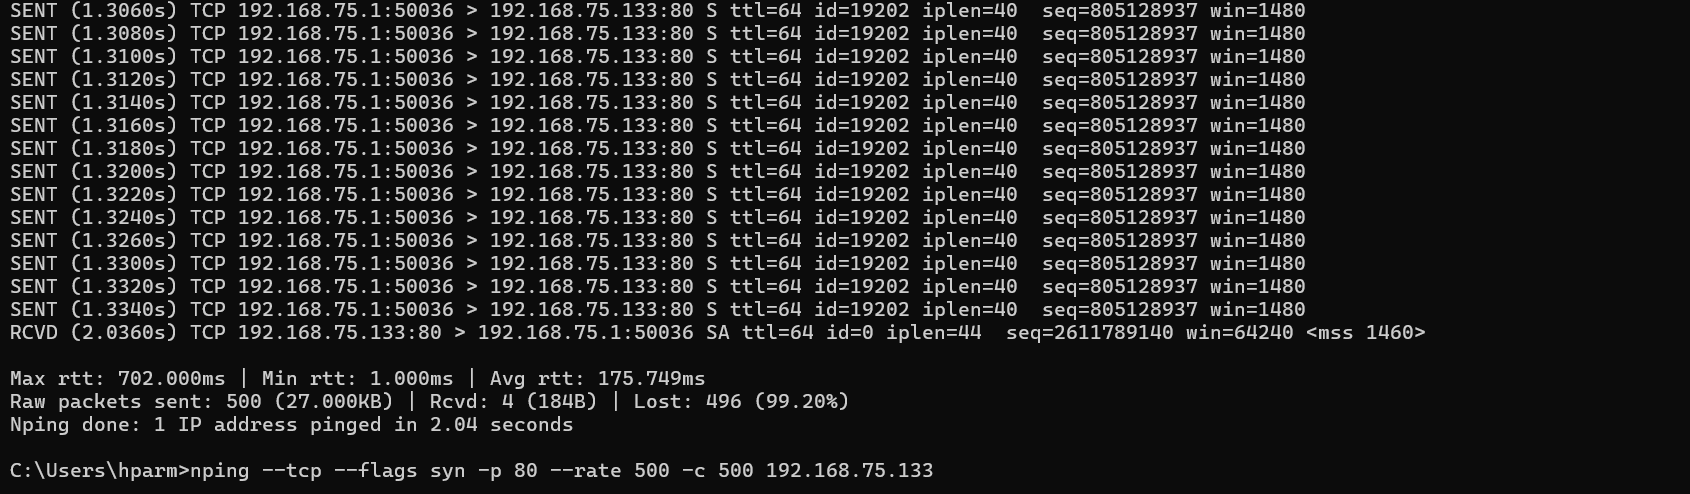 SENT (1.3060s) TCP 192.168.75.1:50036 > 192.168.75.133:80 S ttl=64 id=19202 iplen=40  seq=805128937 win=1480
SENT (1.3080s) TCP 192.168.75.1:50036 > 192.168.75.133:80 S ttl=64 id=19202 iplen=40  seq=805128937 win=1480
SENT (1.3100s) TCP 192.168.75.1:50036 > 192.168.75.133:80 S ttl=64 id=19202 iplen=40  seq=805128937 win=1480
SENT (1.3120s) TCP 192.168.75.1:50036 > 192.168.75.133:80 S ttl=64 id=19202 iplen=40  seq=805128937 win=1480
SENT (1.3140s) TCP 192.168.75.1:50036 > 192.168.75.133:80 S ttl=64 id=19202 iplen=40  seq=805128937 win=1480
SENT (1.3160s) TCP 192.168.75.1:50036 > 192.168.75.133:80 S ttl=64 id=19202 iplen=40  seq=805128937 win=1480
SENT (1.3180s) TCP 192.168.75.1:50036 > 192.168.75.133:80 S ttl=64 id=19202 iplen=40  seq=805128937 win=1480
SENT (1.3200s) TCP 192.168.75.1:50036 > 192.168.75.133:80 S ttl=64 id=19202 iplen=40  seq=805128937 win=1480
SENT (1.3220s) TCP 192.168.75.1:50036 > 192.168.75.133:80 S ttl=64 id=19202 iplen=40  seq=805128937 win=1480
SENT (1.3240s) TCP 192.168.75.1:50036 > 192.168.75.133:80 S ttl=64 id=19202 iplen=40  seq=805128937 win=1480
SENT (1.3260s) TCP 192.168.75.1:50036 > 192.168.75.133:80 S ttl=64 id=19202 iplen=40  seq=805128937 win=1480
SENT (1.3300s) TCP 192.168.75.1:50036 > 192.168.75.133:80 S ttl=64 id=19202 iplen=40  seq=805128937 win=1480
SENT (1.3320s) TCP 192.168.75.1:50036 > 192.168.75.133:80 S ttl=64 id=19202 iplen=40  seq=805128937 win=1480
SENT (1.3340s) TCP 192.168.75.1:50036 > 192.168.75.133:80 S ttl=64 id=19202 iplen=40  seq=805128937 win=1480
RCVD (2.0360s) TCP 192.168.75.133:80 > 192.168.75.1:50036 SA ttl=64 id=0 iplen=44  seq=2611789140 win=64240 <mss 1460>

Max rtt: 702.000ms | Min rtt: 1.000ms | Avg rtt: 175.749ms
Raw packets sent: 500 (27.000KB) | Rcvd: 4 (184B) | Lost: 496 (99.20%)
Nping done: 1 IP address pinged in 2.04 seconds

C:\Users\hparm>nping --tcp --flags syn -p 80 --rate 500 -c 500 192.168.75.133